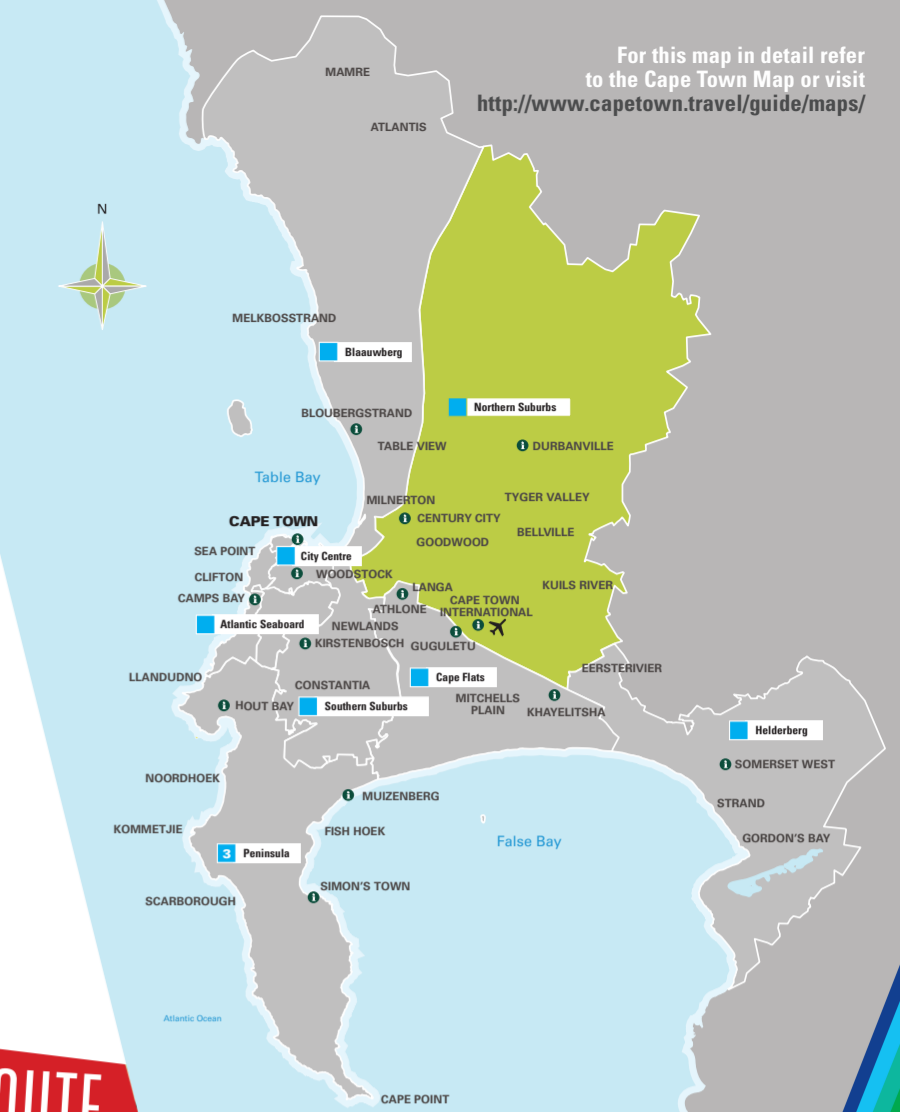 For this map in detail refer
to the Cape Town Map or visit
http://www.capetown.travel/guide/maps/
MAMRE
ATLANTIS
N
MELKBOSSTRAND
Blaauwberg
Northern Suburbs
BLOUBERGSTRAND
TABLE VIEW
DURBANVILLE
Table Bay
MILNERTON
TYGER VALLEY
CAPE TOWN
CENTURY CITY
BELLVILLE
GOODWOOD
SEA POINT
City Centre
CLIFTON
WOODSTOCK
LANGA
KUILS RIVER
CAMPS BAY
ATHLONE
CAPE TOWN
INTERNATIONAL
Atlantic Seaboard
NEWLANDS
KIRSTENBOSCH
GUGULETU
LLANDUDNO
Cape Flats
EERSTERIVIER
CONSTANTIA
MITCHELLS
PLAIN
HOUT BAY
Southern Suburbs
KHAYELITSHA
Helderberg
NOORDHOEK
SOMERSET WEST
MUIZENBERG
STRAND
KOMMETJIE
FISH HOEK
False Bay
GORDON'S BAY
3 Peninsula
SIMON'S TOWN
SCARBOROUGH
Atlantic Ocean
CAPE POINT